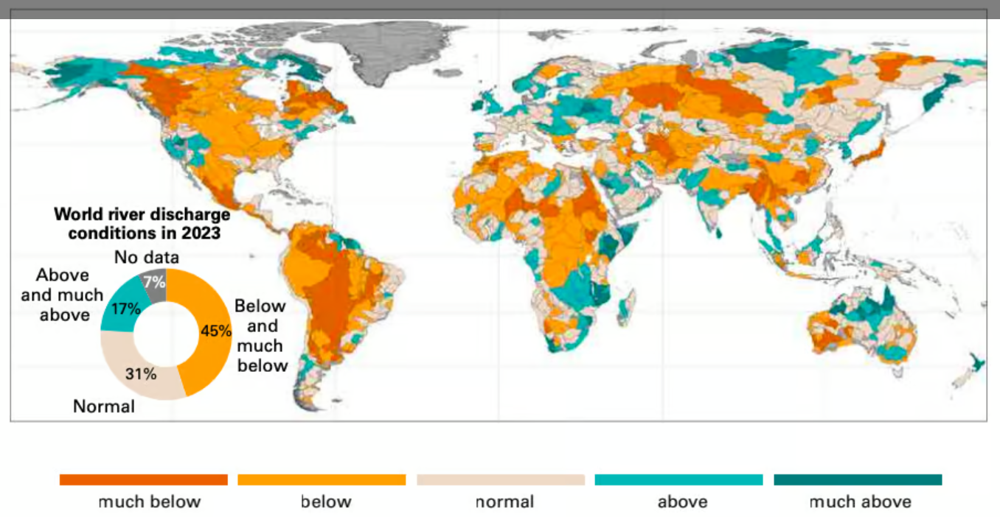 World river discharge
conditions in 2023
No data
7%
Above
and much
above
17%
Below
and
much
below
45%
31%
Normal
much below
below
normal
above
much above